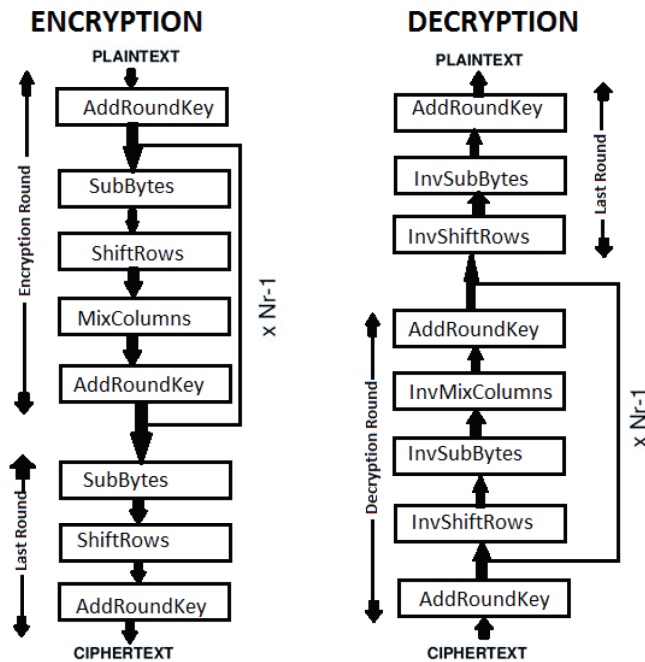 ENCRYPTION
PLAINTEXT
AddRoundKey
SubBytes
ShiftRows
MixColumns
AddRoundKey
Encryption Round
x Nr-1
SubBytes
ShiftRows
AddRoundKey
Last Round
CIPHERTEXT
DECRYPTION
PLAINTEXT
AddRoundKey
InvSubBytes
InvShiftRows
Last Round
AddRoundKey
InvMixColumns
InvSubBytes
InvShiftRows
Decryption Round
x Nr-1
AddRoundKey
CIPHERTEXT